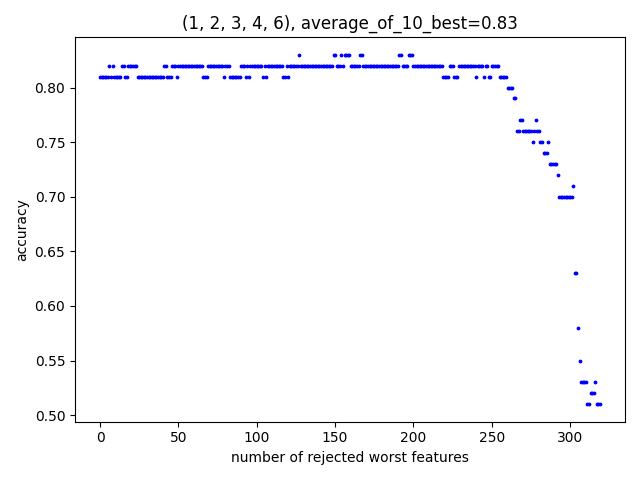 (1, 2, 3, 4, 6), average_of_10_best=0.83
accuracy
0.80
0.75
0.70
0.65
0.60
0.55
0.50
0 50 100 150 200 250 300
number of rejected worst features